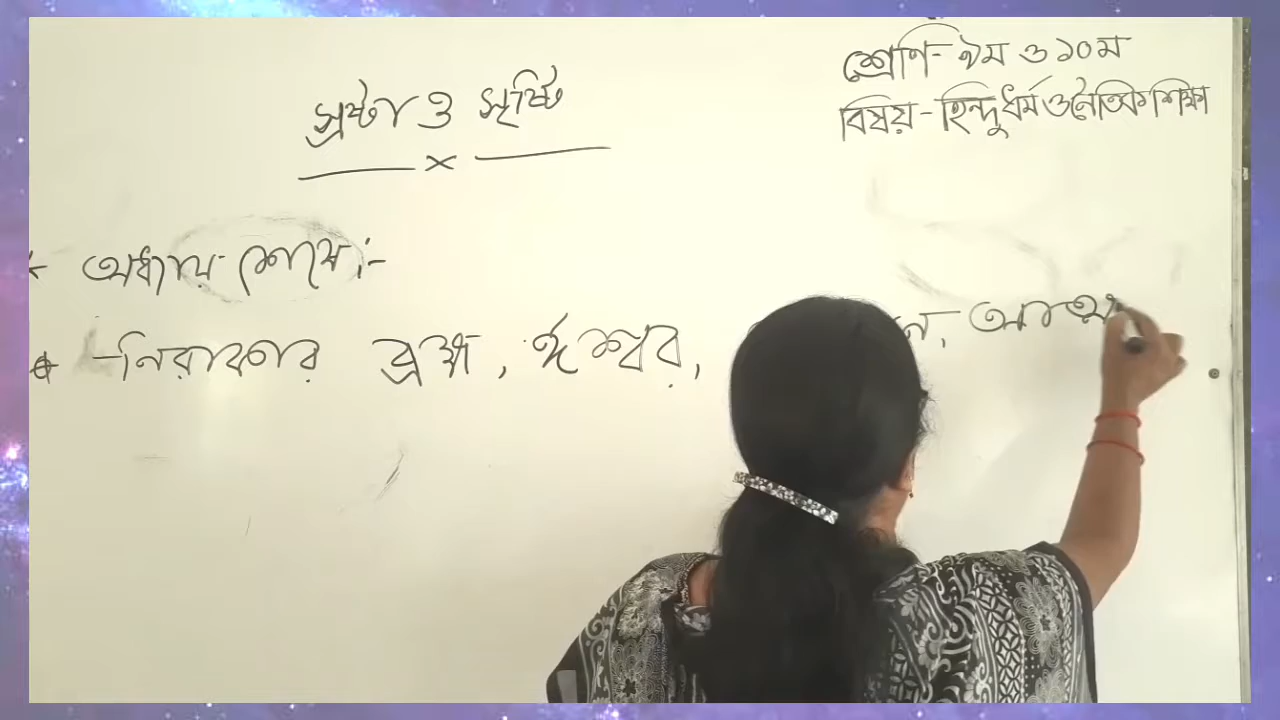 শ্রেণি- ৯ম ও ১০ম
বিষয়-হিন্দুধর্ম ও নৈতিক শিক্ষা
স্রষ্টা ও সৃষ্টি
অধ্যায় শেষে:-
-নিরাকার ব্রহ্ম, ঈশ্বর,